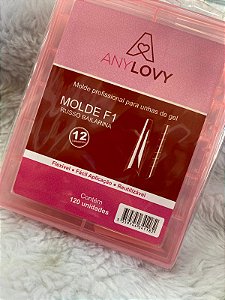 ANYLOVY
Molde profissional para unhas de gel
MOLDE F1
RUSSO BAILARINA
12
Flexível • Fácil Aplicação • Reutilizável
Contém
120 unidades